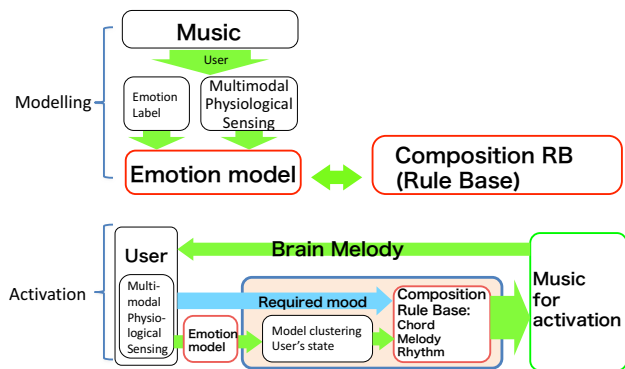 Music
User
Modelling
Emotion
Label
Multimodal
Physiological
Sensing
Emotion model
Composition RB
(Rule Base)
Brain Melody
User
Activation
Multi-
modal
Physio-
logical
Sensing
Required mood
Emotion
model
Model clustering
User's state
Composition
Rule Base:
Chord
Melody
Rhythm
Music
for
activation